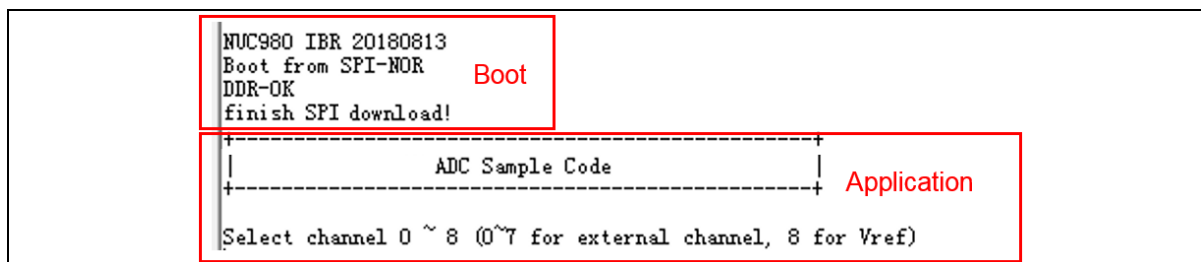 NUC980 IBR 20180813
Boot from SPI-NOR
DDR-OK
finish SPI download!
Boot
+-----------------------------------------------------------+
|                     ADC Sample Code                       |
+-----------------------------------------------------------+
Application
Select channel 0 ~ 8 (0~7 for external channel, 8 for Vref)